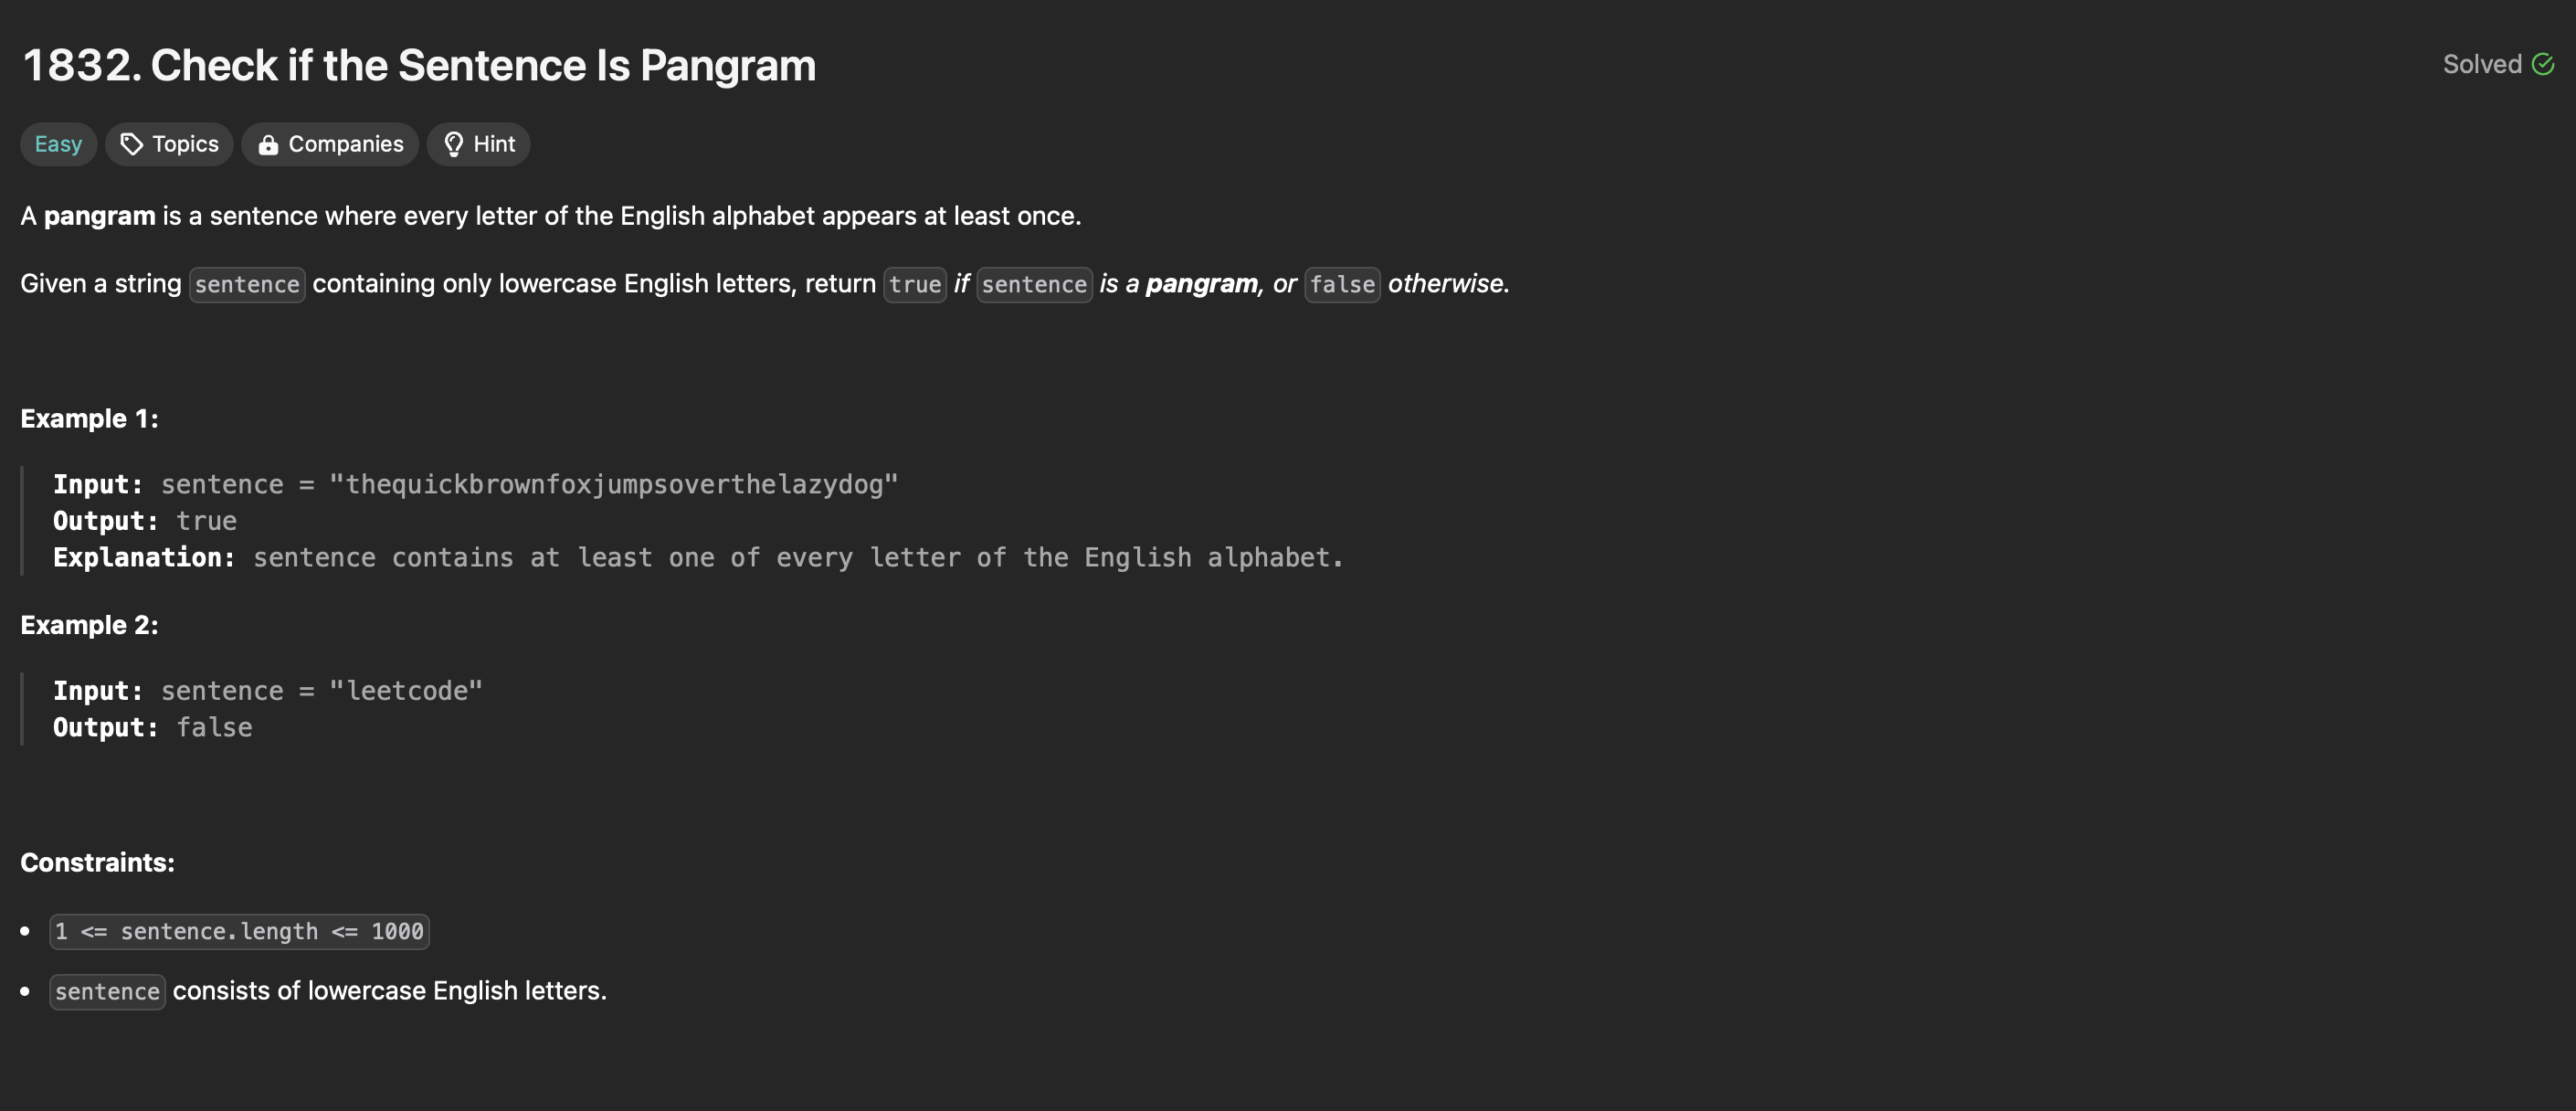 1832. Check if the Sentence Is Pangram
Solved
Easy Topics Companies Hint
A pangram is a sentence where every letter of the English alphabet appears at least once.
Given a string sentence containing only lowercase English letters, return true if sentence is a pangram, or false otherwise.
Example 1:
Input: sentence = "thequickbrownfoxjumpsoverthelazydog"
Output: true
Explanation: sentence contains at least one of every letter of the English alphabet.
Example 2:
Input: sentence = "leetcode"
Output: false
Constraints:
• 1 <= sentence.length <= 1000
• sentence consists of lowercase English letters.